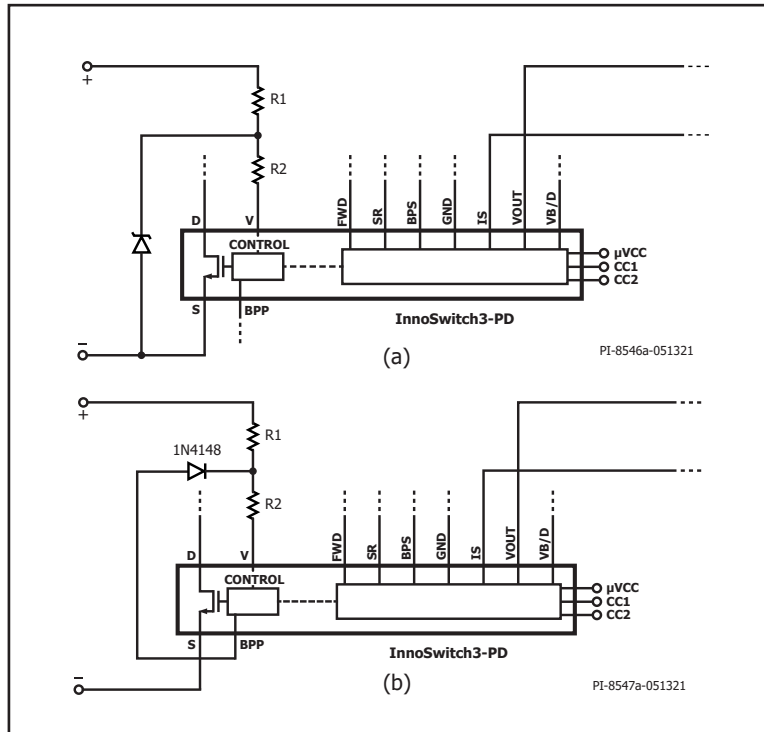 +
R1
R2
D
V
FWD
SR
BPS
GND
IS
VOUT
VB/D
CONTROL
µVCC
CC1
CC2
S
BPP
InnoSwitch3-PD
–
(a)
PI-8546a-051321
+
R1
1N4148
R2
D
V
FWD
SR
BPS
GND
IS
VOUT
VB/D
CONTROL
µVCC
CC1
CC2
S
BPP
InnoSwitch3-PD
–
(b)
PI-8547a-051321